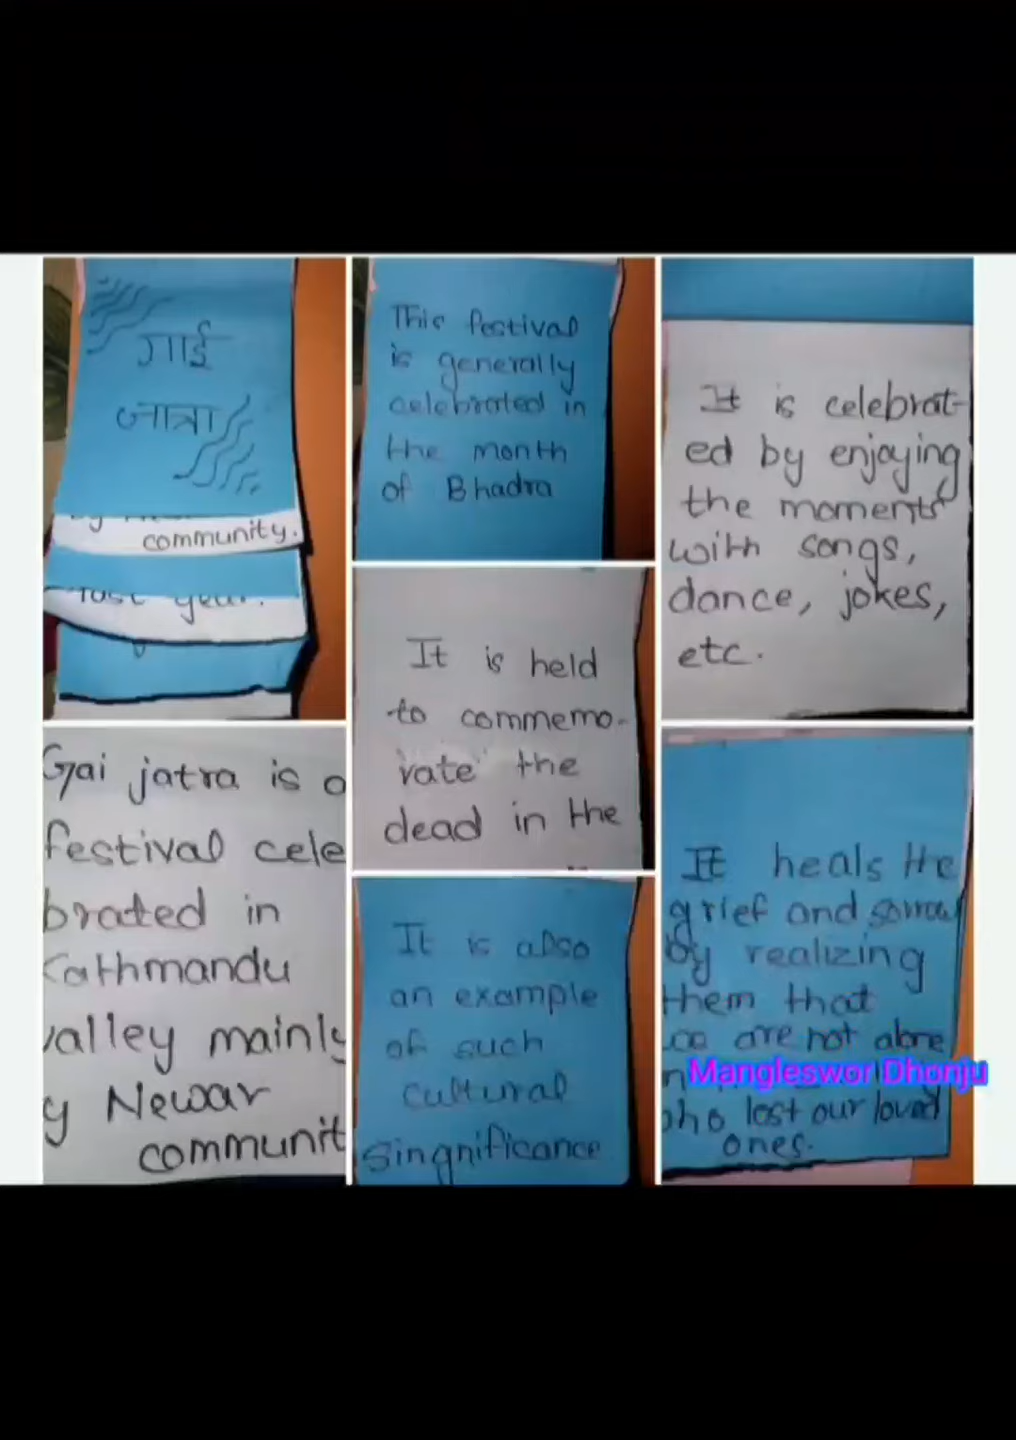 गाई
जात्रा
community.
last year.
Gai jatra is a
festival cele
brated in
Kathmandu
valley mainly
y Newar
communit
This festival
is generally
celebrated in
the month
of Bhadra
It is held
to commemo-
rate the
dead in the
It is also
an example
of such
cultural
singnificance
It is celebrat-
ed by enjoying
the moments
with songs,
dance, jokes,
etc.
It heals the
grief and sorrow
by realizing
them that
we are not alone
Mangleswor Dhonju
who lost our loved
ones.